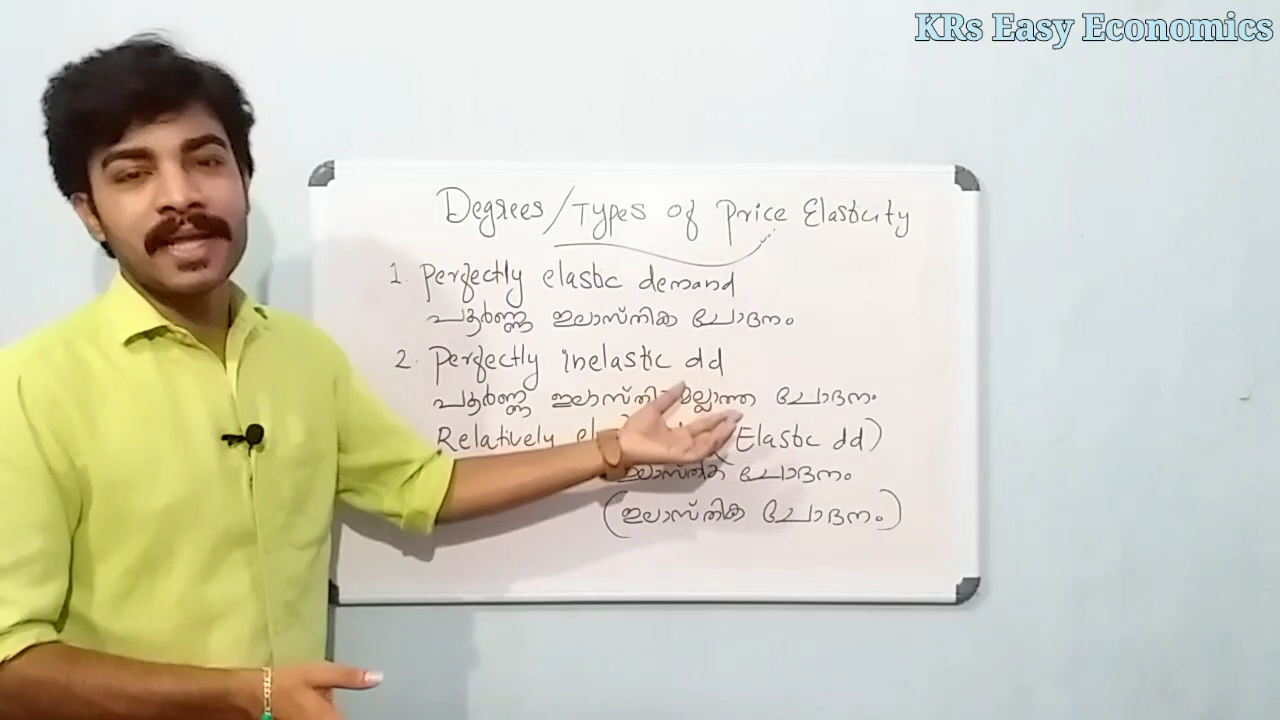 KRs Easy Economics
Degrees/Types of Price Elasticity
1. Perfectly elastic demand
പൂർണ്ണ ഇലാസ്തിക ചോദനം
2. Perfectly inelastic dd
പൂർണ്ണ ഇലാസ്തികമല്ലാത്ത ചോദനം
Relatively Elastic dd)
ഇലാസ്തിക ചോദനം
(ഇലാസ്തിക ചോദനം)